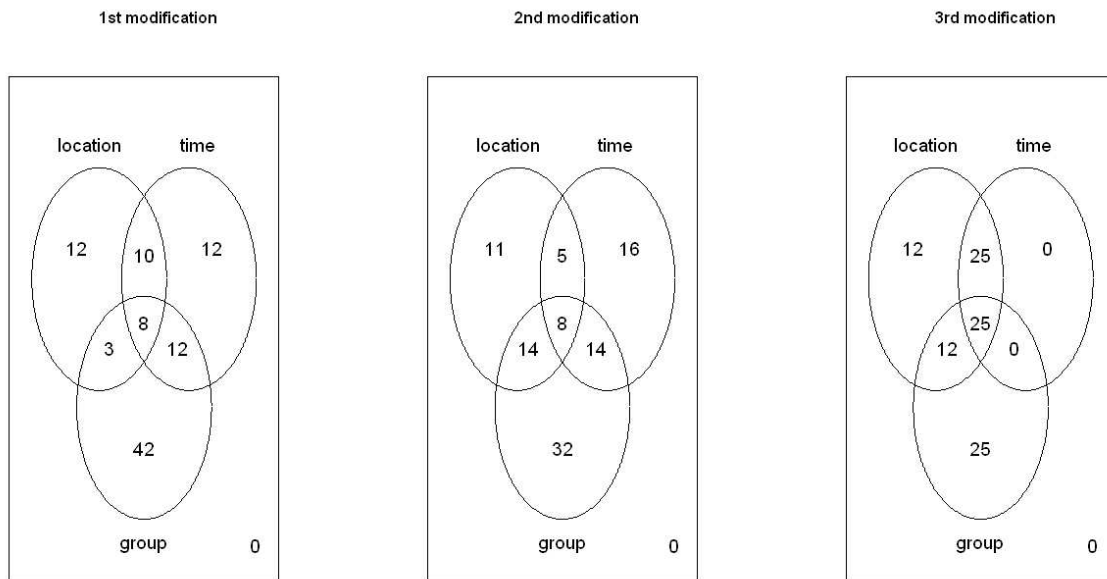 1st modification 2nd modification 3rd modification
location time location time location time
12 10 12 11 5 16 12 25 0
8 8 25
3 12 14 14 12 0
42 32 25
group 0 group 0 group 0